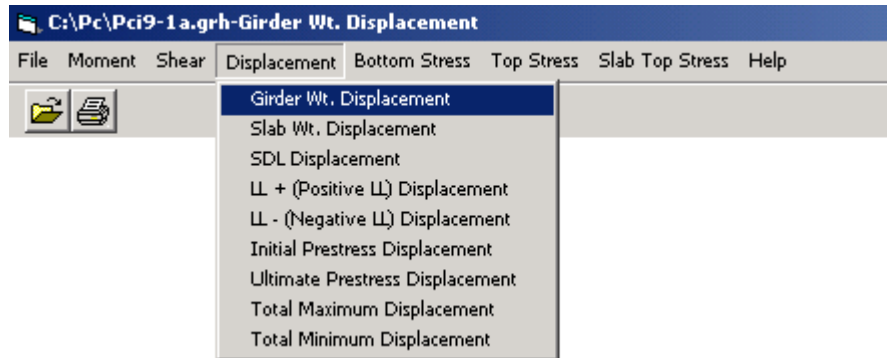 C:\Pc\Pci9-1a.grh-Girder Wt. Displacement
File Moment Shear Displacement Bottom Stress Top Stress Slab Top Stress Help
Girder Wt. Displacement
Slab Wt. Displacement
SDL Displacement
LL + (Positive LL) Displacement
LL - (Negative LL) Displacement
Initial Prestress Displacement
Ultimate Prestress Displacement
Total Maximum Displacement
Total Minimum Displacement